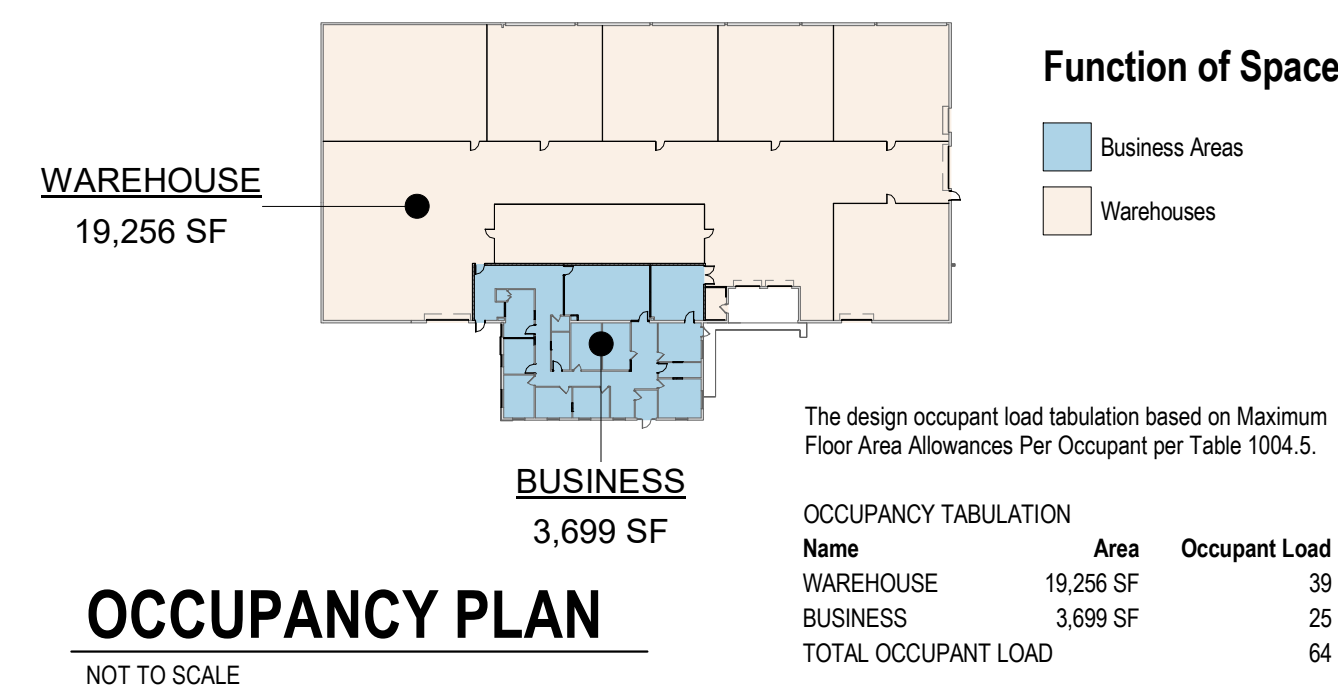 Function of Space
Business Areas
Warehouses
WAREHOUSE
19,256 SF
BUSINESS
3,699 SF
The design occupant load tabulation based on Maximum
Floor Area Allowances Per Occupant per Table 1004.5.
OCCUPANCY TABULATION
Name Area Occupant Load
WAREHOUSE 19,256 SF 39
BUSINESS 3,699 SF 25
TOTAL OCCUPANT LOAD 64
OCCUPANCY PLAN
NOT TO SCALE